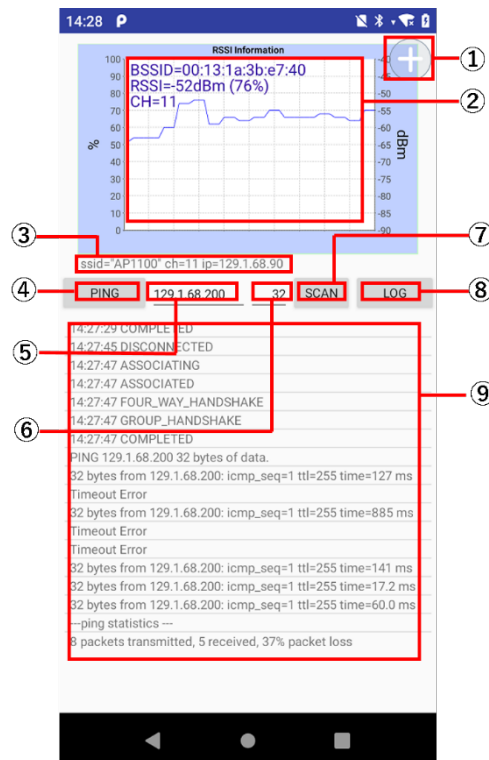 14:28
RSSI Information
BSSID=00:13:1a:3b:e7:40
RSSI=-52dBm (76%)
CH=11
100
90
80
70
60
50
40
30
20
10
0
%
-40
-45
-50
-55
-60
-65
-70
-75
-80
-85
-90
dBm
ssid="AP1100" ch=11 ip=129.1.68.90
PING 129.1.68.200 32 SCAN LOG
14:27:29 COMPLETED
14:27:45 DISCONNECTED
14:27:47 ASSOCIATING
14:27:47 ASSOCIATED
14:27:47 FOUR_WAY_HANDSHAKE
14:27:47 GROUP_HANDSHAKE
14:27:47 COMPLETED
PING 129.1.68.200 32 bytes of data.
32 bytes from 129.1.68.200: icmp_seq=1 ttl=255 time=127 ms
Timeout Error
32 bytes from 129.1.68.200: icmp_seq=1 ttl=255 time=885 ms
Timeout Error
Timeout Error
32 bytes from 129.1.68.200: icmp_seq=1 ttl=255 time=141 ms
32 bytes from 129.1.68.200: icmp_seq=1 ttl=255 time=17.2 ms
32 bytes from 129.1.68.200: icmp_seq=1 ttl=255 time=60.0 ms
---ping statistics ---
8 packets transmitted, 5 received, 37% packet loss
①
②
③
④
⑤
⑥
⑦
⑧
⑨